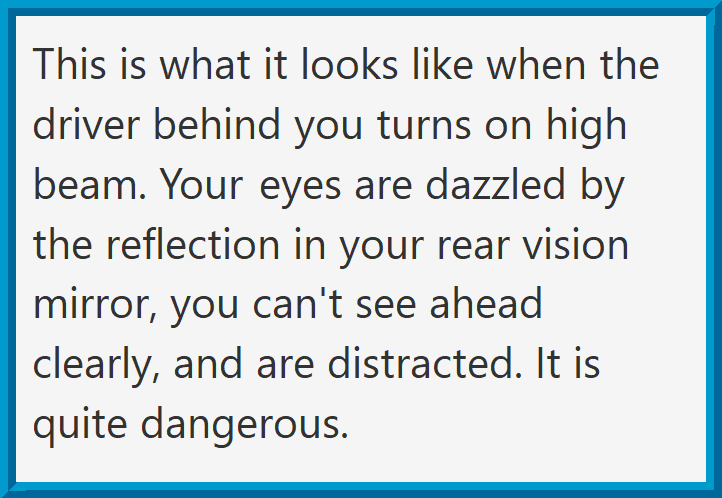 This is what it looks like when the
driver behind you turns on high
beam. Your eyes are dazzled by
the reflection in your rear vision
mirror, you can't see ahead
clearly, and are distracted. It is
quite dangerous.